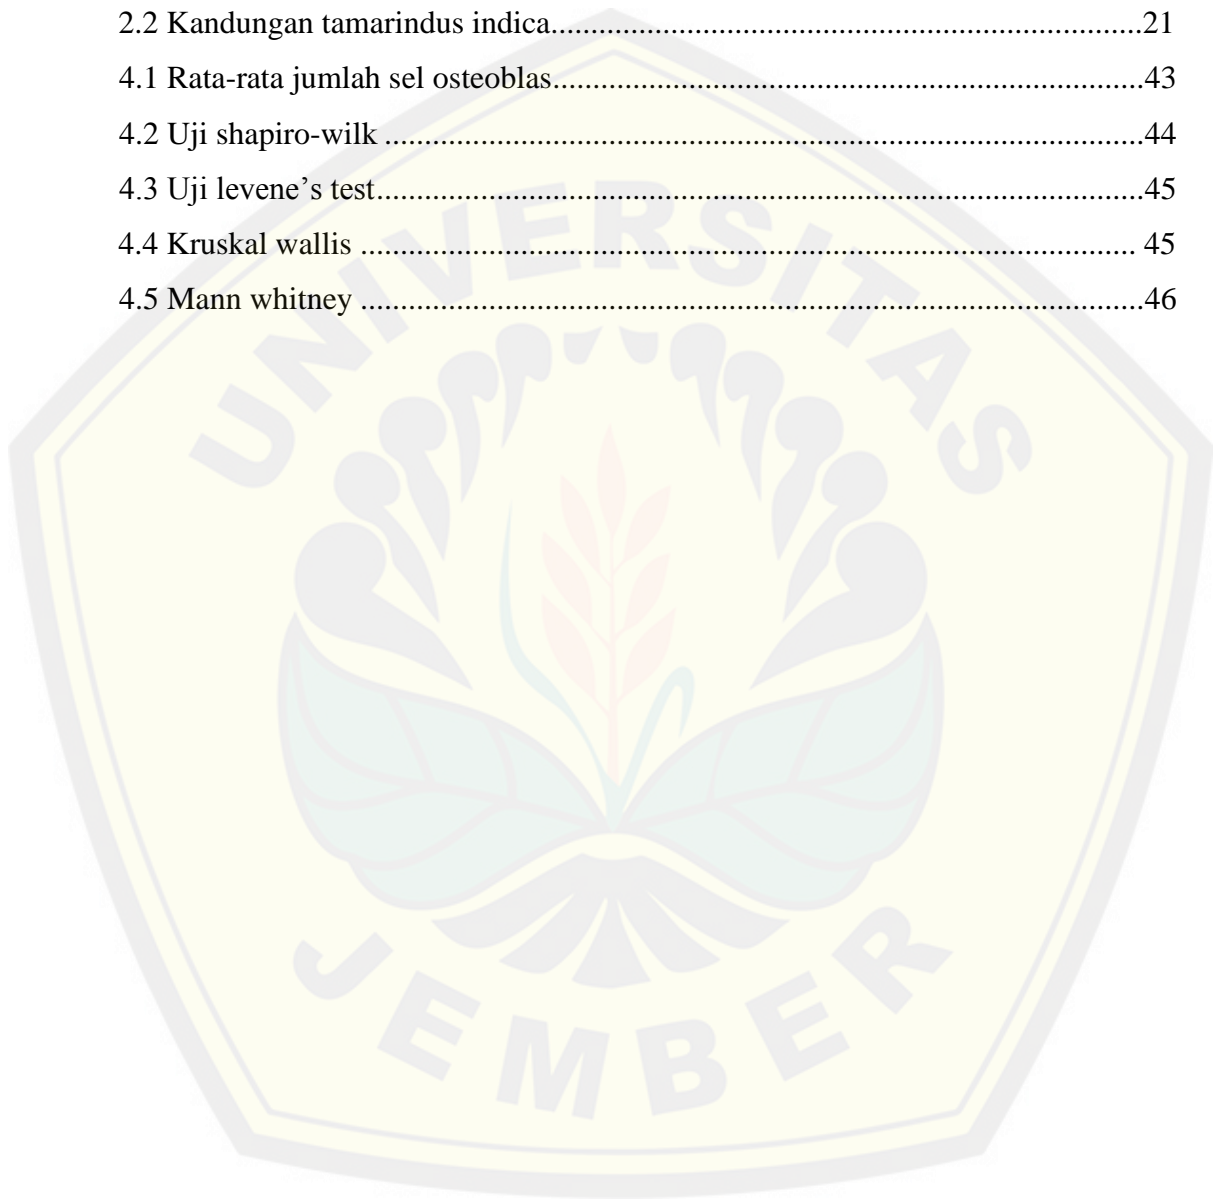 2.2 Kandungan tamarindus indica..........................................................................21
4.1 Rata-rata jumlah sel osteoblas..........................................................................43
4.2 Uji shapiro-wilk ...............................................................................................44
4.3 Uji levene’s test................................................................................................45
4.4 Kruskal wallis ................................................................................................. 45
4.5 Mann whitney ..................................................................................................46
UNIVERSITAS
JEMBER